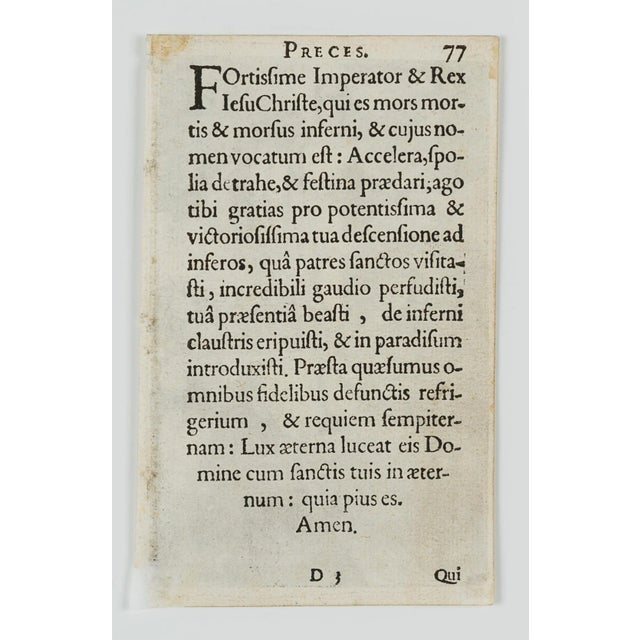 PRECES. 77
FOrtiſſime Imperator & Rex
IeſuChriſte, qui es mors mor-
tis & morſus inferni, & cujus no-
men vocatum eſt: Accelera, ſpo-
lia detrahe, & feſtina prædari; ago
tibi gratias pro potentiſſima &
victorioſiſſima tua deſcenſione ad
inferos, quâ patres ſanctos viſita-
ſti, incredibili gaudio perfudiſti,
tuâ præſentiâ beaſti, de inferni
clauſtris eripuiſti, & in paradiſum
introduxiſti. Præſta quæſumus o-
mnibus fidelibus defunctis refri-
gerium, & requiem ſempiter-
nam: Lux æterna luceat eis Do-
mine cum ſanctis tuis in æter-
num: quia pius es.
Amen.
D 3 Qui